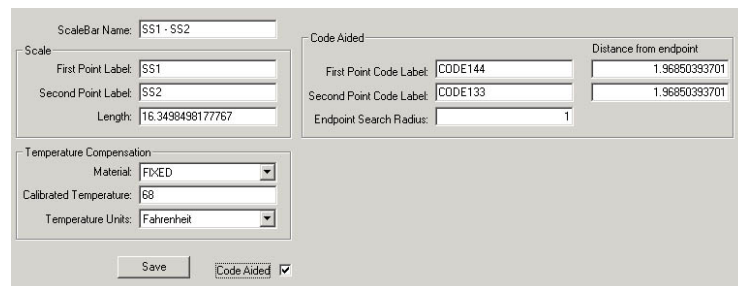 ScaleBar Name: SS1 - SS2
Scale
First Point Label: SS1
Second Point Label: SS2
Length: 16.3498498177767
Temperature Compensation
Material: FIXED
Calibrated Temperature: 68
Temperature Units: Fahrenheit
Save
Code Aided
Code Aided
Distance from endpoint
First Point Code Label: CODE144 1.96850393701
Second Point Code Label: CODE133 1.96850393701
Endpoint Search Radius: 1